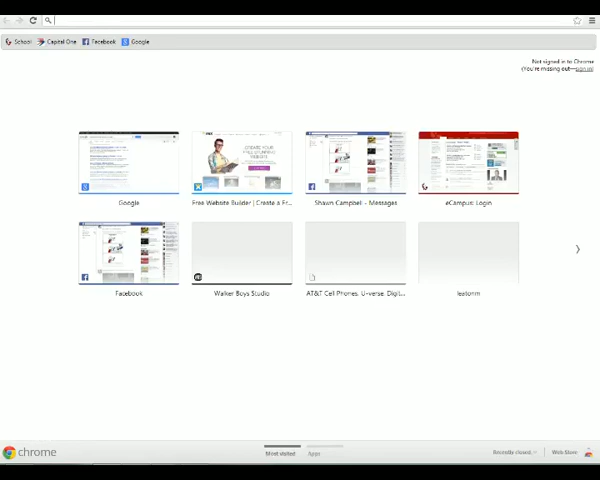 School Capital One Facebook Google
Not signed in to Chrome
(You're missing out—sign in)
CREATE YOUR
Google Free Website Builder | Create a Fr... Shawn Campbell - Messages eCampus: Login
Facebook Walker Boys Studio AT&T Cell Phones, U-verse, Digit...
chrome Most visited Apps Recently closed Web Store